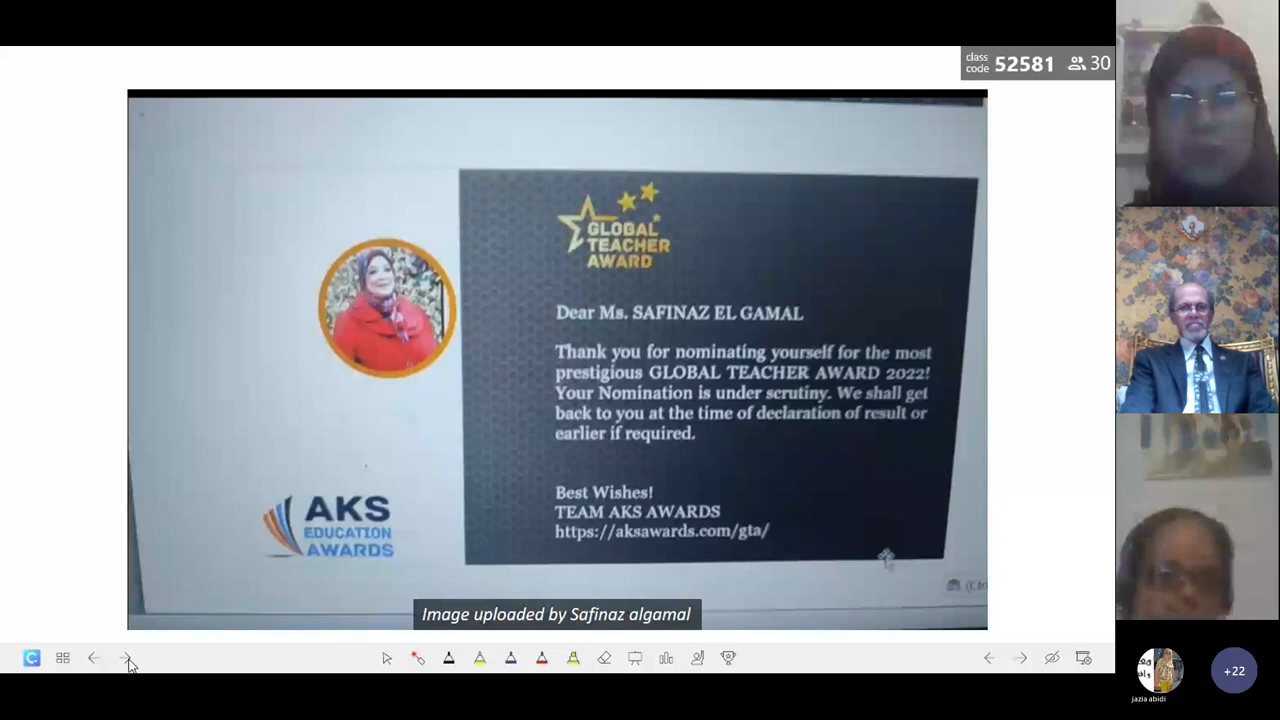 class
code 52581 30
GLOBAL
TEACHER
AWARD
Dear Ms. SAFINAZ EL GAMAL
Thank you for nominating yourself for the most
prestigious GLOBAL TEACHER AWARD 2022!
Your Nomination is under scrutiny. We shall get
back to you at the time of declaration of result or
earlier if required.
Best Wishes!
TEAM AKS AWARDS
https://aksawards.com/gta/
AKS
EDUCATION
AWARDS
Image uploaded by Safinaz algamal
+22
jazia abidi